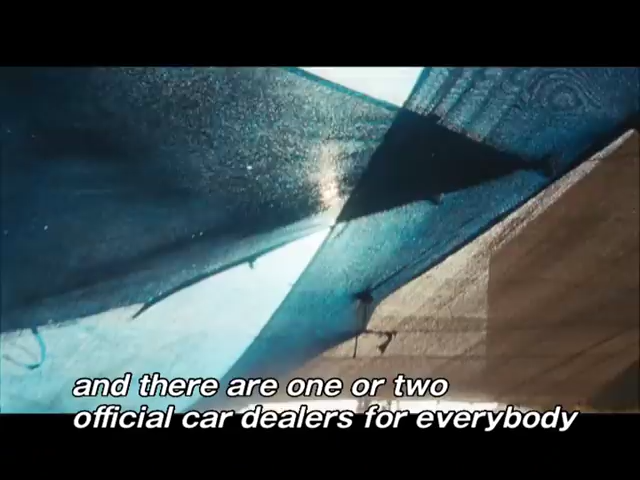 and there are one or two
official car dealers for everybody